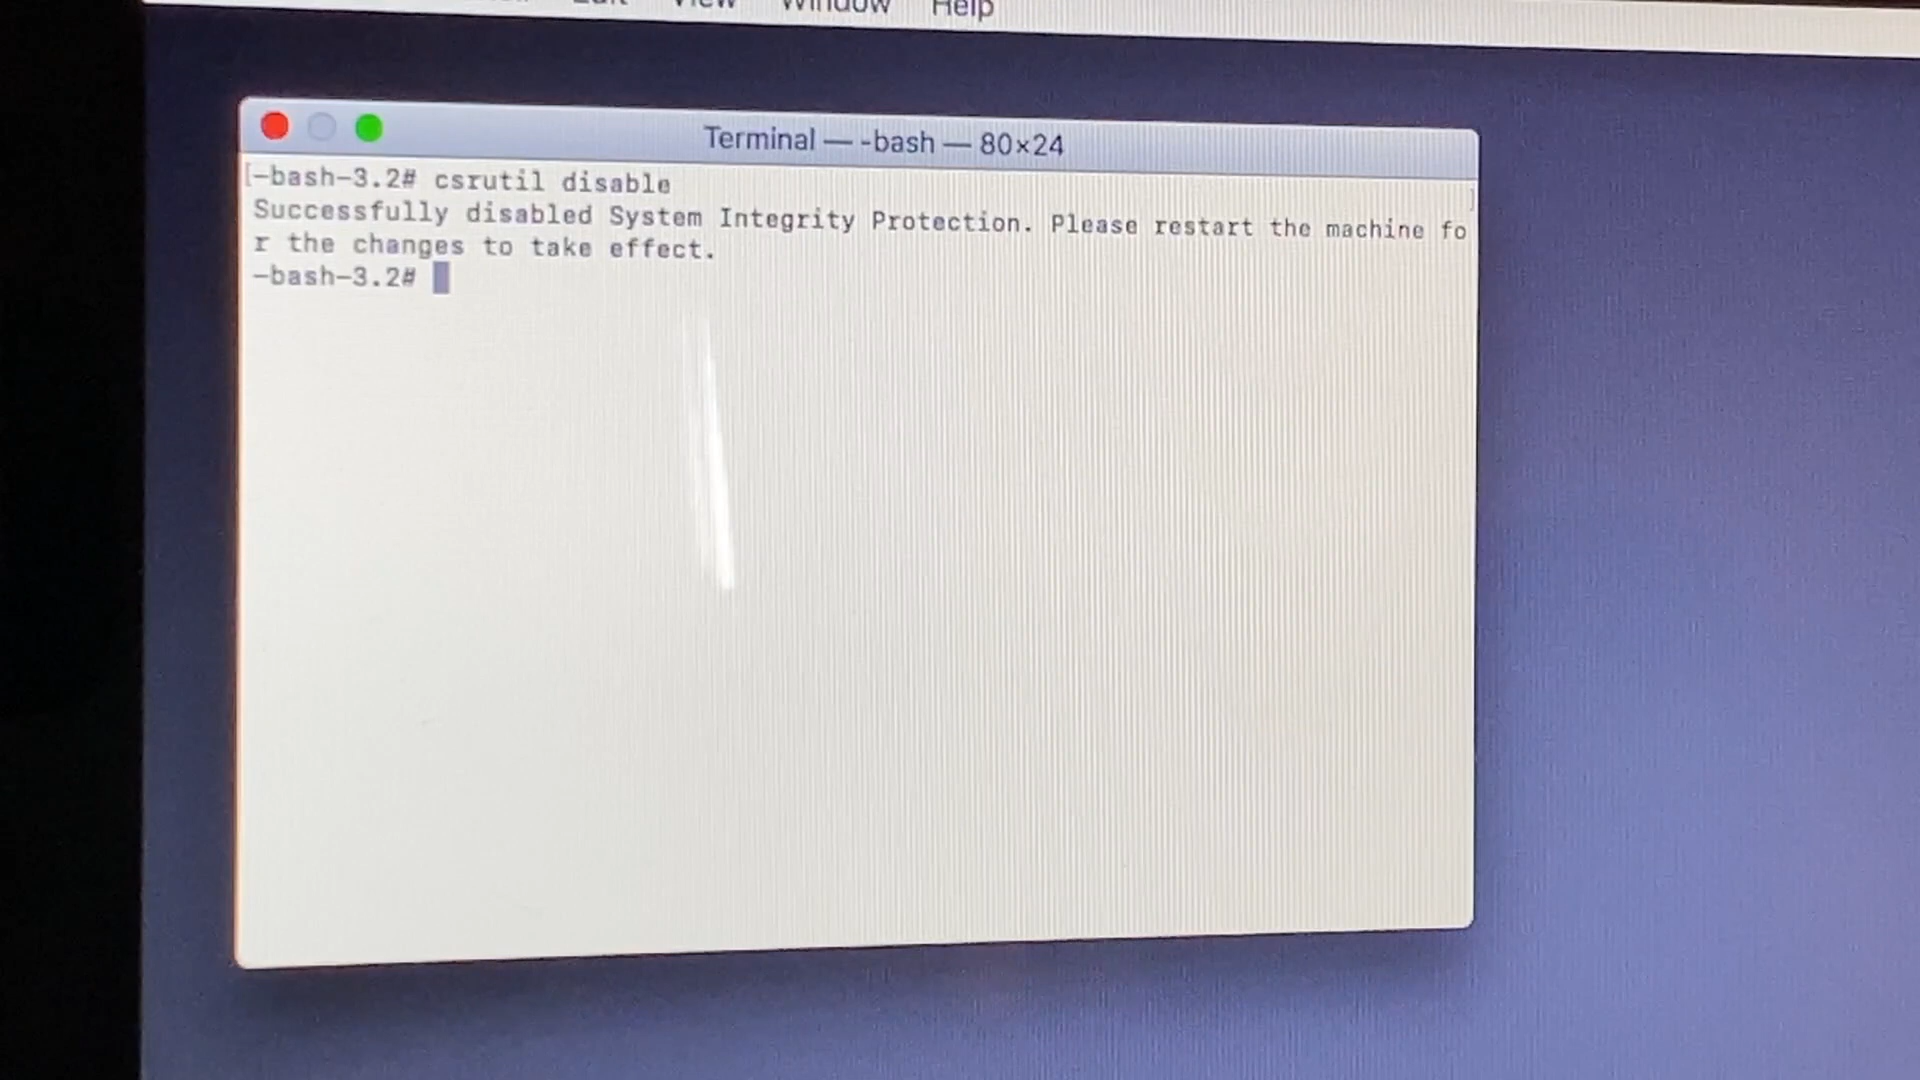 View Window Help
Terminal — -bash — 80×24
[-bash-3.2# csrutil disable ]
Successfully disabled System Integrity Protection. Please restart the machine fo
r the changes to take effect.
-bash-3.2#